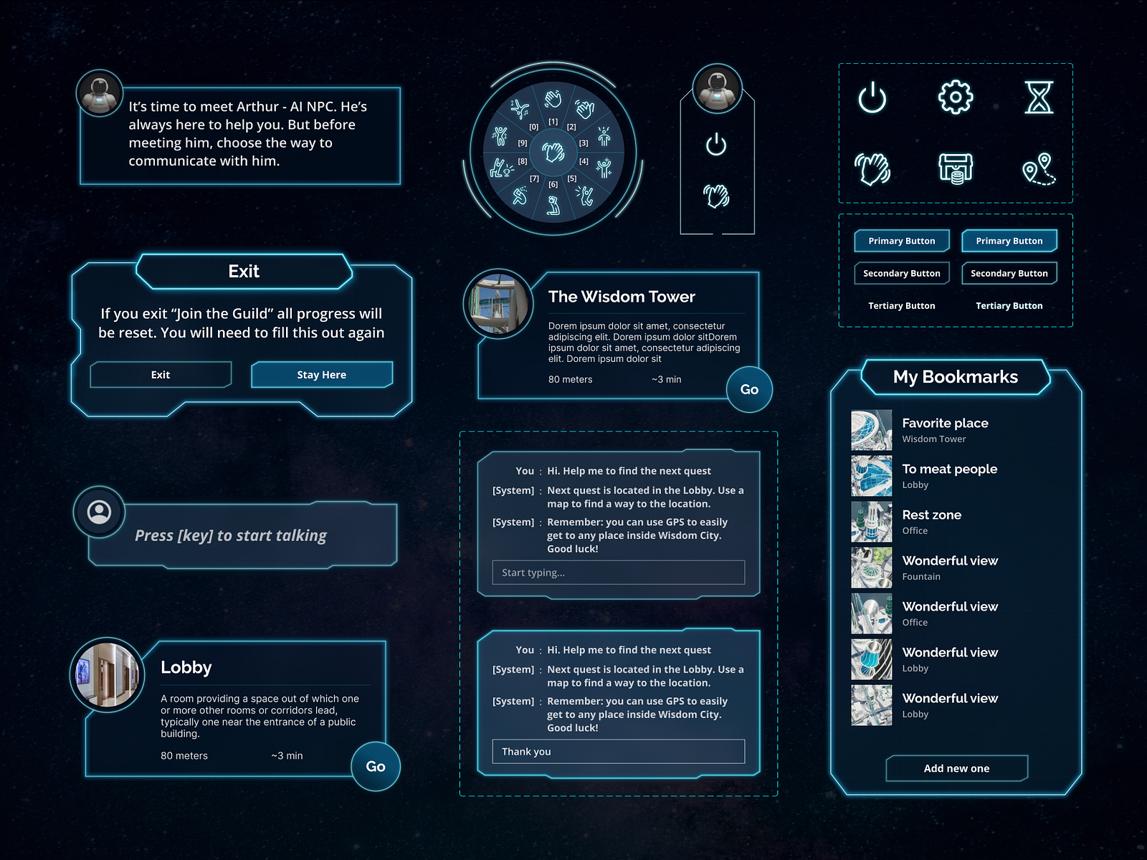 It's time to meet Arthur - AI NPC. He's
always here to help you. But before
meeting him, choose the way to
communicate with him.
[0]
[1]
[2]
[9]
[3]
[8]
[4]
[7]
[6]
[5]
Primary Button
Primary Button
Secondary Button
Secondary Button
Tertiary Button
Tertiary Button
Exit
If you exit “Join the Guild” all progress will
be reset. You will need to fill this out again
Exit
Stay Here
The Wisdom Tower
Dorem ipsum dolor sit amet, consectetur
adipiscing elit. Dorem ipsum dolor sitDorem
ipsum dolor sit amet, consectetur adipiscing
elit. Dorem ipsum dolor sit
80 meters
~3 min
Go
Press [key] to start talking
You : Hi. Help me to find the next quest
[System] : Next quest is located in the Lobby. Use a
map to find a way to the location.
[System] : Remember: you can use GPS to easily
get to any place inside Wisdom City.
Good luck!
Start typing...
Lobby
A room providing a space out of which one
or more other rooms or corridors lead,
typically one near the entrance of a public
building.
80 meters
~3 min
Go
You : Hi. Help me to find the next quest
[System] : Next quest is located in the Lobby. Use a
map to find a way to the location.
[System] : Remember: you can use GPS to easily
get to any place inside Wisdom City.
Good luck!
Thank you
My Bookmarks
Favorite place
Wisdom Tower
To meat people
Lobby
Rest zone
Office
Wonderful view
Fountain
Wonderful view
Office
Wonderful view
Lobby
Wonderful view
Lobby
Add new one